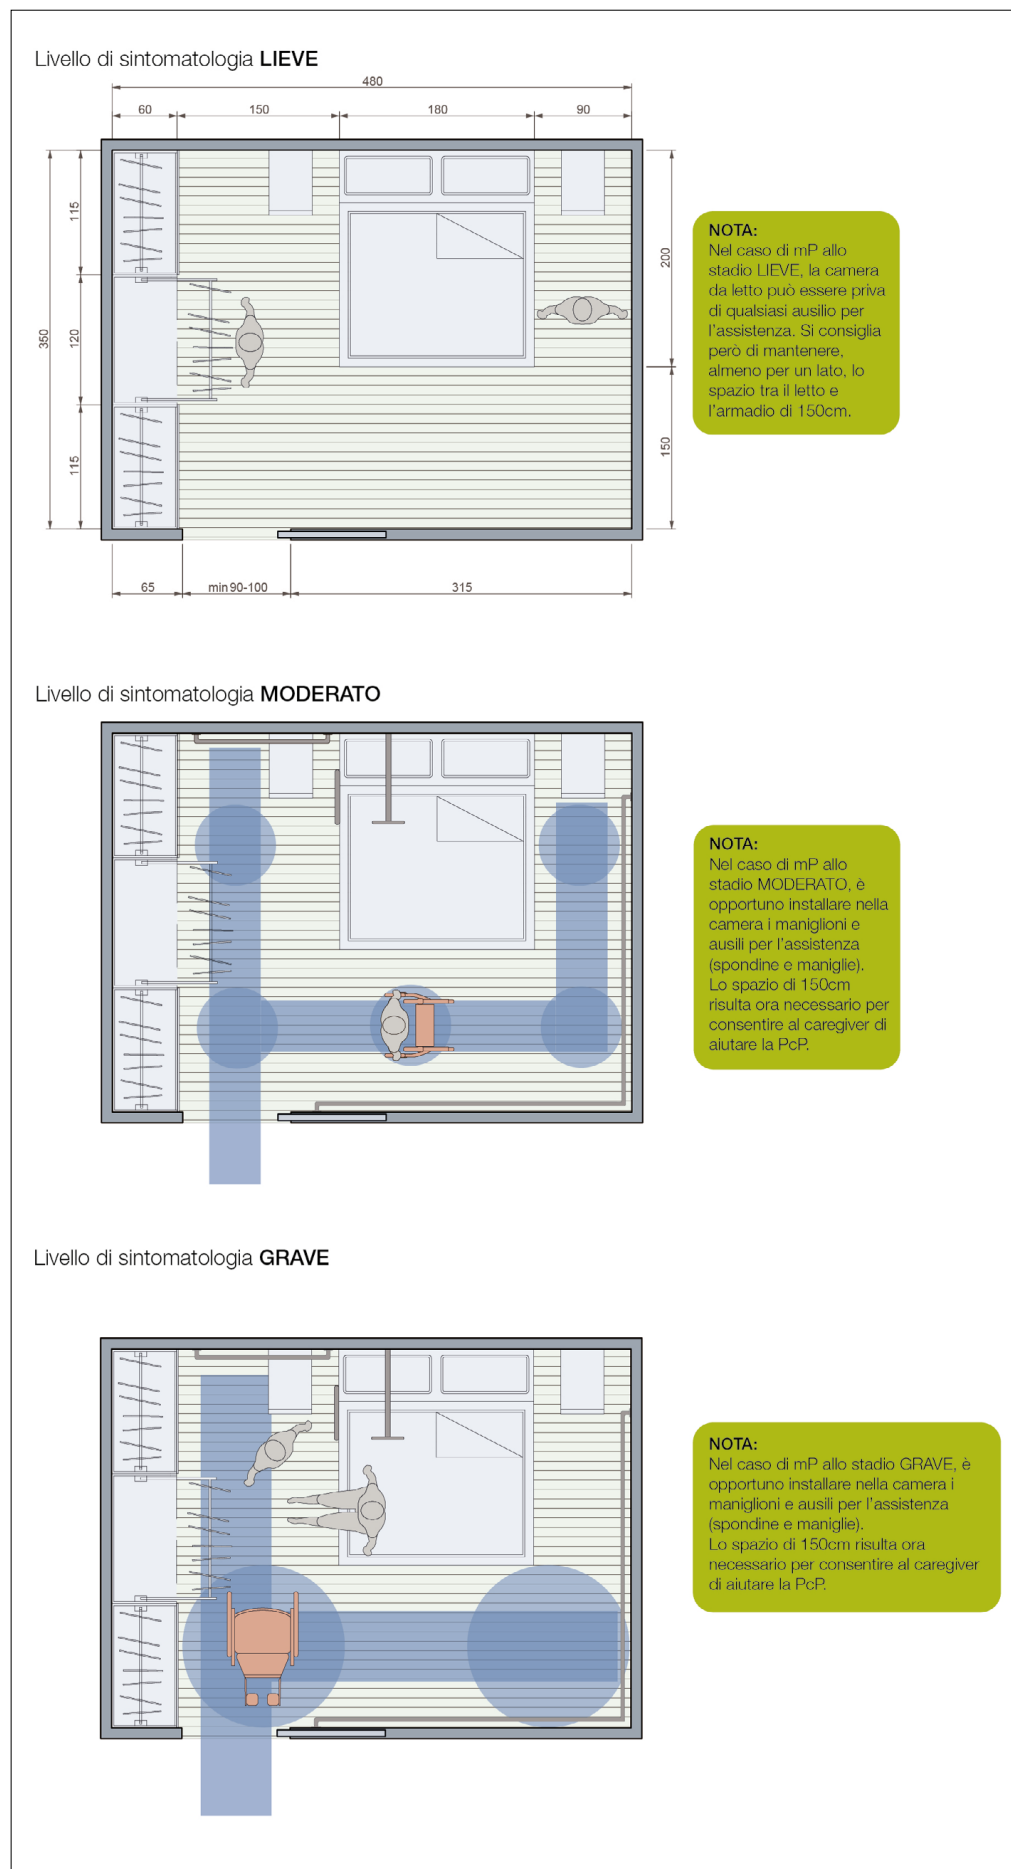 Livello di sintomatologia LIEVE
480
60
150
180
90
115
120
115
350
200
150
65
min 90-100
315
NOTA:
Nel caso di mP allo
stadio LIEVE, la camera
da letto può essere priva
di qualsiasi ausilio per
l'assistenza. Si consiglia
però di mantenere,
almeno per un lato, lo
spazio tra il letto e
l'armadio di 150cm.
Livello di sintomatologia MODERATO
NOTA:
Nel caso di mP allo
stadio MODERATO, è
opportuno installare nella
camera i maniglioni e
ausili per l'assistenza
(spondine e maniglie).
Lo spazio di 150cm
risulta ora necessario per
consentire al caregiver di
aiutare la PcP.
Livello di sintomatologia GRAVE
NOTA:
Nel caso di mP allo stadio GRAVE, è
opportuno installare nella camera i
maniglioni e ausili per l'assistenza
(spondine e maniglie).
Lo spazio di 150cm risulta ora
necessario per consentire al caregiver
di aiutare la PcP.